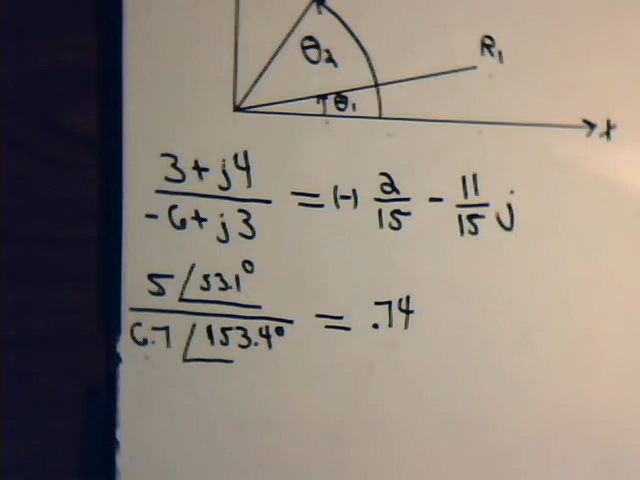 R₁
θ₂
θ₁
x
3+j4
-6+j3
= (-) 2/15 - 11/15 j
5 ∠53.1°
6.7 ∠153.4°
= .74